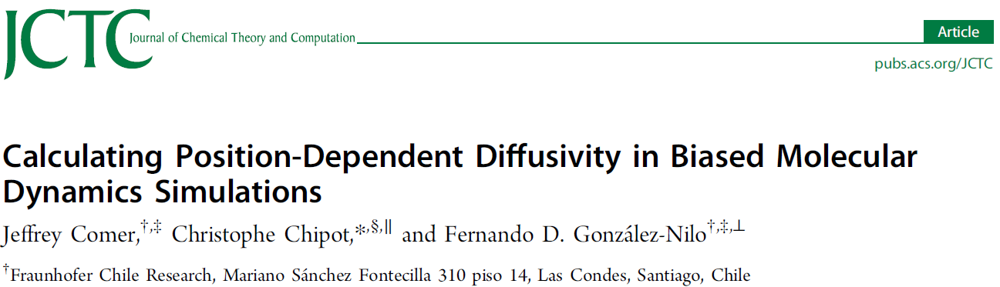 JCTC Journal of Chemical Theory and Computation
Article
pubs.acs.org/JCTC
Calculating Position-Dependent Diffusivity in Biased Molecular
Dynamics Simulations
Jeffrey Comer,†,‡ Christophe Chipot,*,§,∥ and Fernando D. González-Nilo†,‡,⊥
†Fraunhofer Chile Research, Mariano Sánchez Fontecilla 310 piso 14, Las Condes, Santiago, Chile